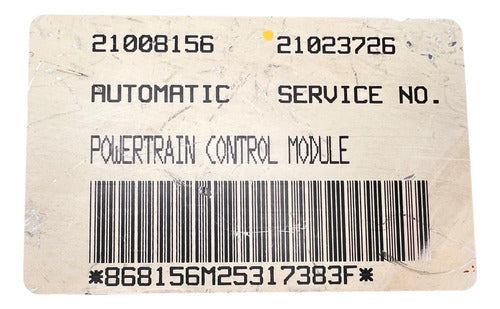 21008156 21023726
AUTOMATIC SERVICE NO.
POWERTRAIN CONTROL MODULE
*868156M25317383F*